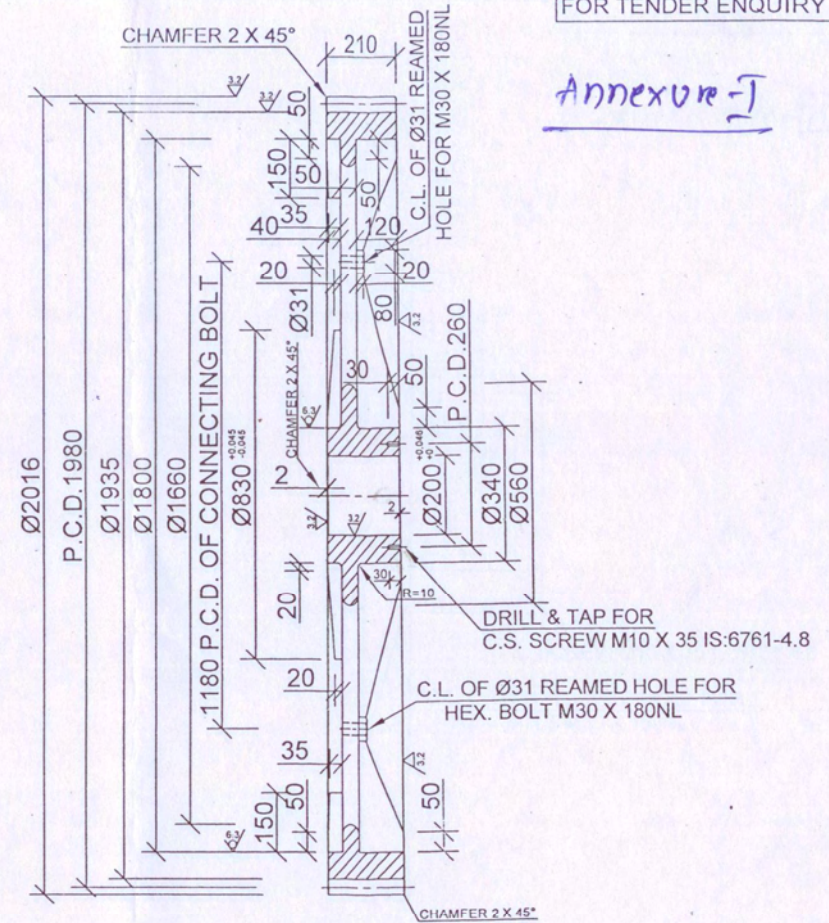 FOR TENDER ENQUIRY
Annexure-I
CHAMFER 2 X 45°
210
3.2
3.2
50
150
50
50
35
40
120
20
20
Ø31
80
3.2
C.L. OF Ø31 REAMED
HOLE FOR M30 X 180NL
30
50
P.C.D.260
6.3
CHAMFER 2 X 45°
2
2
3.2
3.2
Ø2016
P.C.D.1980
Ø1935
Ø1800
Ø1660
1180 P.C.D. OF CONNECTING BOLT
Ø830 +0.045 -0.045
Ø200 +0.046 +0
Ø340
Ø560
20
30
R=10
DRILL & TAP FOR
C.S. SCREW M10 X 35 IS:6761-4.8
20
C.L. OF Ø31 REAMED HOLE FOR
HEX. BOLT M30 X 180NL
35
3.2
150
50
50
6.3
CHAMFER 2 X 45°